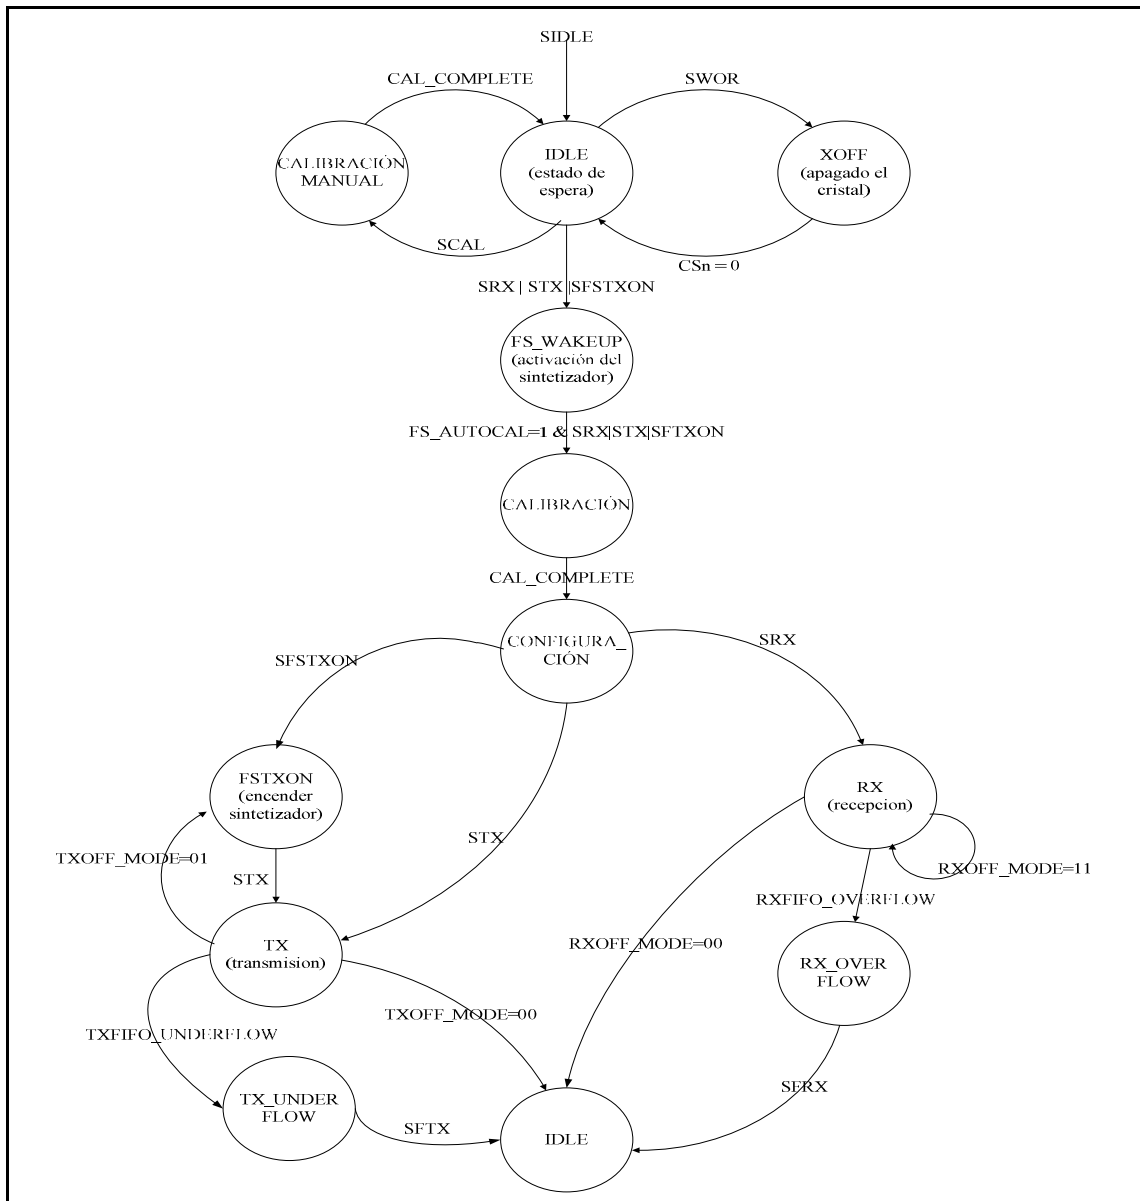 SIDLE
CAL_COMPLETE
SWOR
CALIBRACIÓN
MANUAL
IDLE
(estado de
espera)
XOFF
(apagado el
cristal)
SCAL
CSn = 0
SRX | STX |SFSTXON
FS_WAKEUP
(activación del
sintetizador)
FS_AUTOCAL=1 & SRX|STX|SFTXON
CALIBRACIÓN
CAL_COMPLETE
CONFIGURA_
CIÓN
SFSTXON
SRX
FSTXON
(encender
sintetizador)
RX
(recepcion)
TXOFF_MODE=01
STX
STX
RXOFF_MODE=11
RXFIFO_OVERFLOW
TX
(transmision)
RXOFF_MODE=00
RX_OVER
FLOW
TXFIFO_UNDERFLOW
TXOFF_MODE=00
TX_UNDER
FLOW
SFTX
SFRX
IDLE